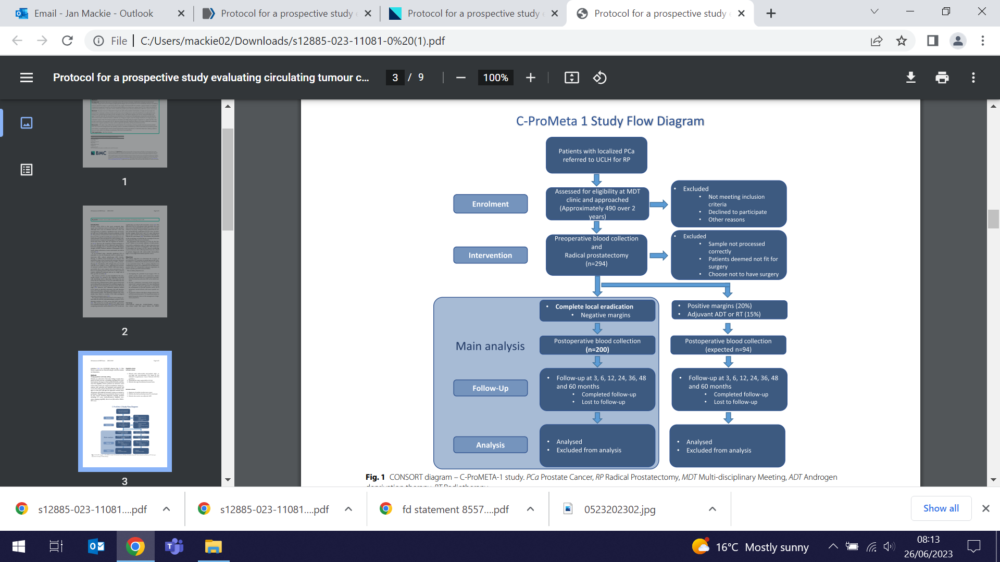 Email - Jan Mackie - Outlook
Protocol for a prospective study e
Protocol for a prospective study e
Protocol for a prospective study e
File
C:/Users/mackie02/Downloads/s12885-023-11081-0%20(1).pdf
Protocol for a prospective study evaluating circulating tumour c...
3 / 9
100%
BMC
1
2
3
C-ProMeta 1 Study Flow Diagram
Patients with localized PCa
referred to UCLH for RP
Enrolment
Assessed for eligibility at MDT
clinic and approached
(Approximately 490 over 2
years)
• Excluded
• Not meeting inclusion
criteria
• Declined to participate
• Other reasons
Intervention
Preoperative blood collection
and
Radical prostatectomy
(n=294)
• Excluded
• Sample not processed
correctly
• Patients deemed not fit for
surgery
• Choose not to have surgery
• Complete local eradication
• Negative margins
• Positive margins (20%)
• Adjuvant ADT or RT (15%)
Main analysis
Postoperative blood collection
(n=200)
Postoperative blood collection
(expected n=94)
Follow-Up
• Follow-up at 3, 6, 12, 24, 36, 48
and 60 months
• Completed follow-up
• Lost to follow-up
• Follow-up at 3, 6, 12, 24, 36, 48
and 60 months
• Completed follow-up
• Lost to follow-up
Analysis
• Analysed
• Excluded from analysis
• Analysed
• Excluded from analysis
Fig. 1 CONSORT diagram – C-ProMETA-1 study. PCa Prostate Cancer, RP Radical Prostatectomy, MDT Multi-disciplinary Meeting, ADT Androgen
s12885-023-11081....pdf
s12885-023-11081....pdf
fd statement 8557....pdf
0523202302.jpg
Show all
16°C Mostly sunny
08:13
26/06/2023